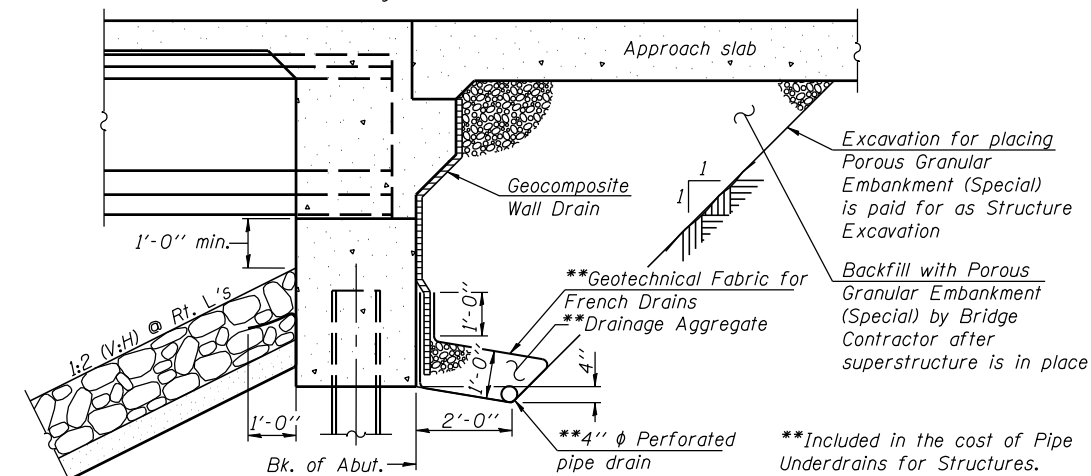 Approach slab
Excavation for placing
Porous Granular
Embankment (Special)
is paid for as Structure
Excavation
1
1
Geocomposite
Wall Drain
1'-0" min.
Backfill with Porous
Granular Embankment
(Special) by Bridge
Contractor after
superstructure is in place
**Geotechnical Fabric for
French Drains
**Drainage Aggregate
1:2 (V:H) @ Rt. L's
1'-0"
1'-0"
4"
1'-0"
2'-0"
**4" ϕ Perforated
pipe drain
Bk. of Abut.
**Included in the cost of Pipe
Underdrains for Structures.